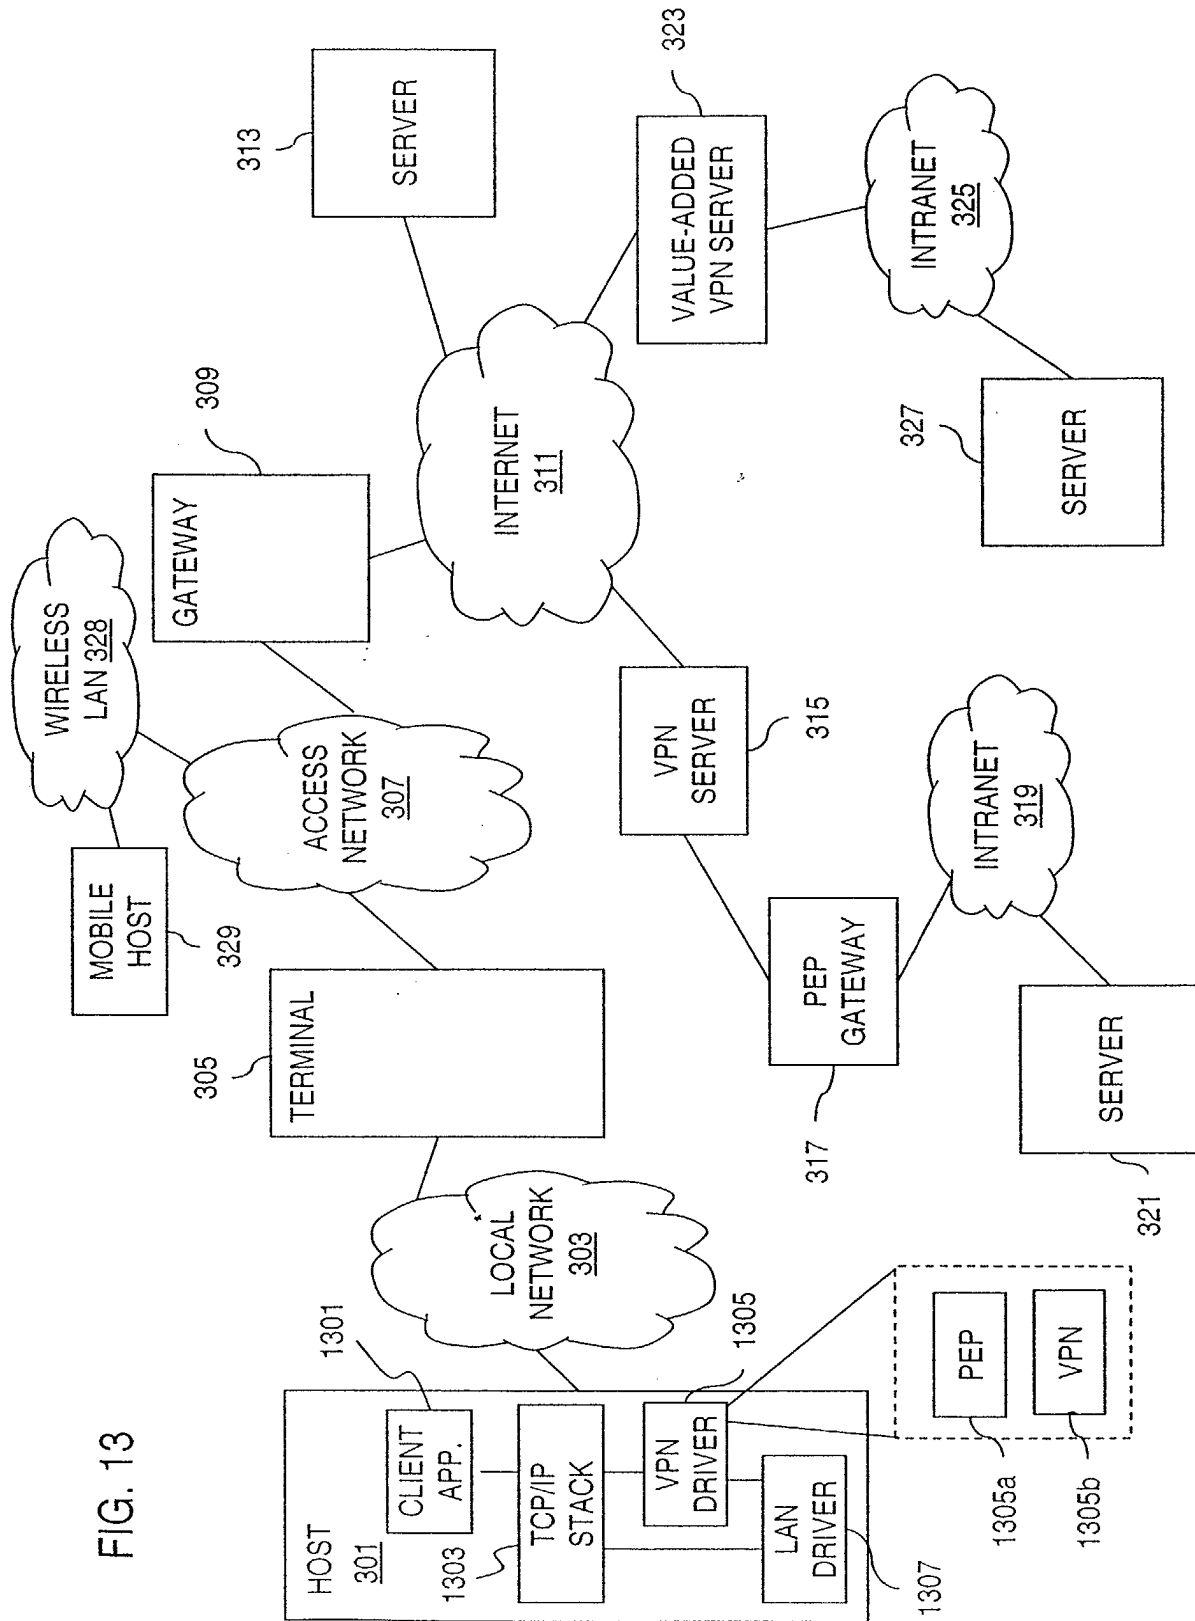 FIG. 13
HOST
301
CLIENT
APP.
1301
TCP/IP
STACK
1303
VPN
DRIVER
1305
LAN
DRIVER
1307
PEP
1305a
VPN
1305b
LOCAL
NETWORK
303
TERMINAL
305
MOBILE
HOST
329
WIRELESS
LAN 328
ACCESS
NETWORK
307
GATEWAY
309
INTERNET
311
SERVER
313
VPN
SERVER
315
PEP
GATEWAY
317
INTRANET
319
SERVER
321
VALUE-ADDED
VPN SERVER
323
INTRANET
325
SERVER
327